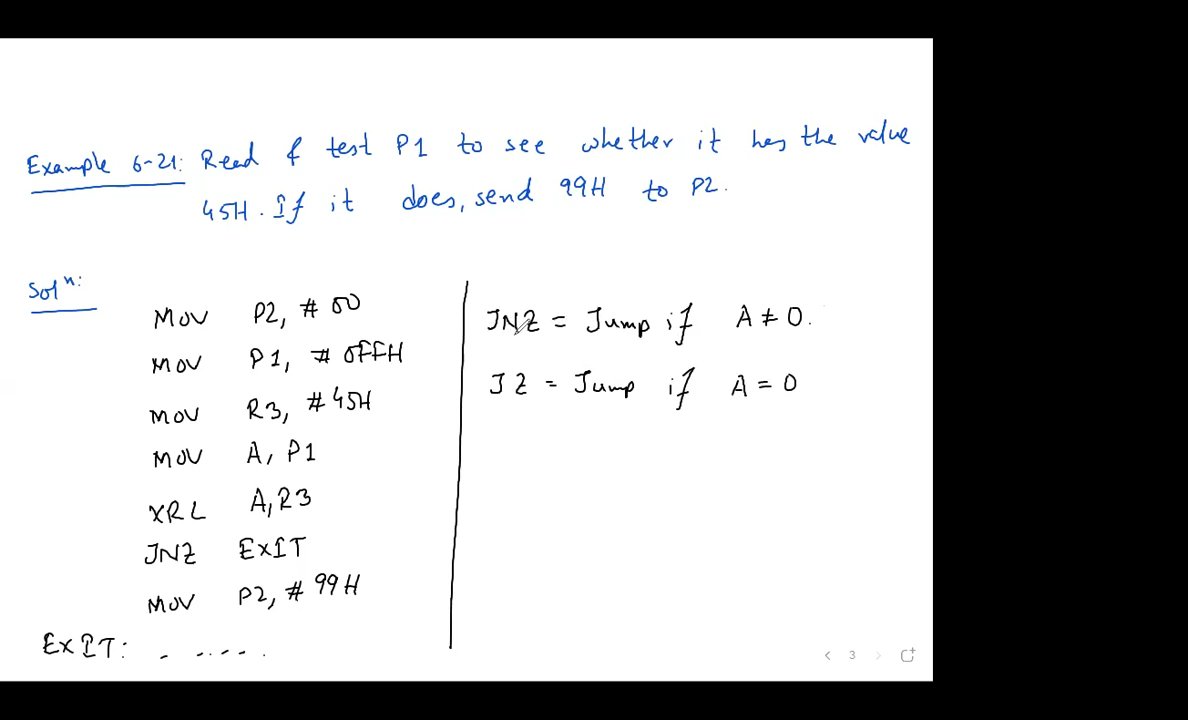 Example 6-21: Read & test P1 to see whether it has the value
45H. If it does, send 99H to P2.
Solⁿ:
MOV P2, # 00
MOV P1, # 0FFH
MOV R3, # 45H
MOV A, P1
XRL A, R3
JNZ EXIT
MOV P2, # 99H
EXIT: - -.---.
JNZ = Jump if A ≠ 0.
JZ = Jump if A = 0
< 3 >